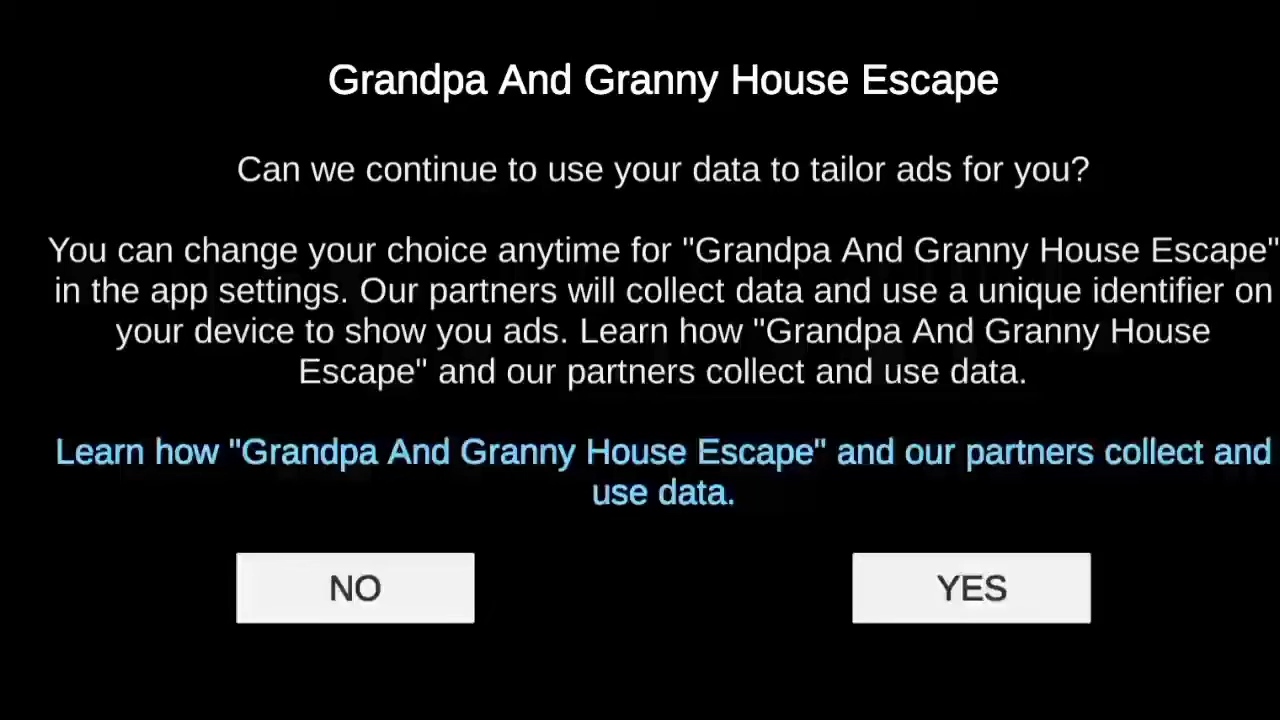 Grandpa And Granny House Escape
Can we continue to use your data to tailor ads for you?
You can change your choice anytime for "Grandpa And Granny House Escape"
in the app settings. Our partners will collect data and use a unique identifier on
your device to show you ads. Learn how "Grandpa And Granny House
Escape" and our partners collect and use data.
Learn how "Grandpa And Granny House Escape" and our partners collect and
use data.
NO
YES